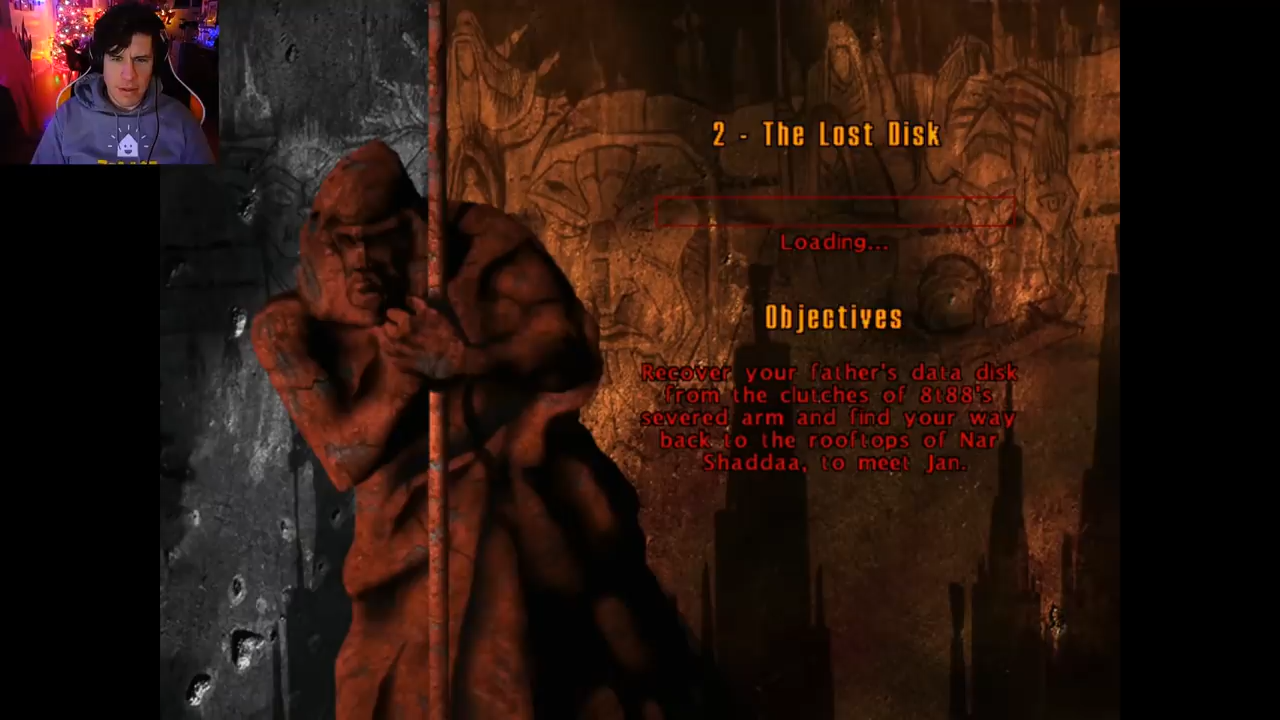 2 - The Lost Disk
Loading...
Objectives
Recover your father's data disk
from the clutches of 8t88's
severed arm and find your way
back to the rooftops of Nar
Shaddaa, to meet Jan.